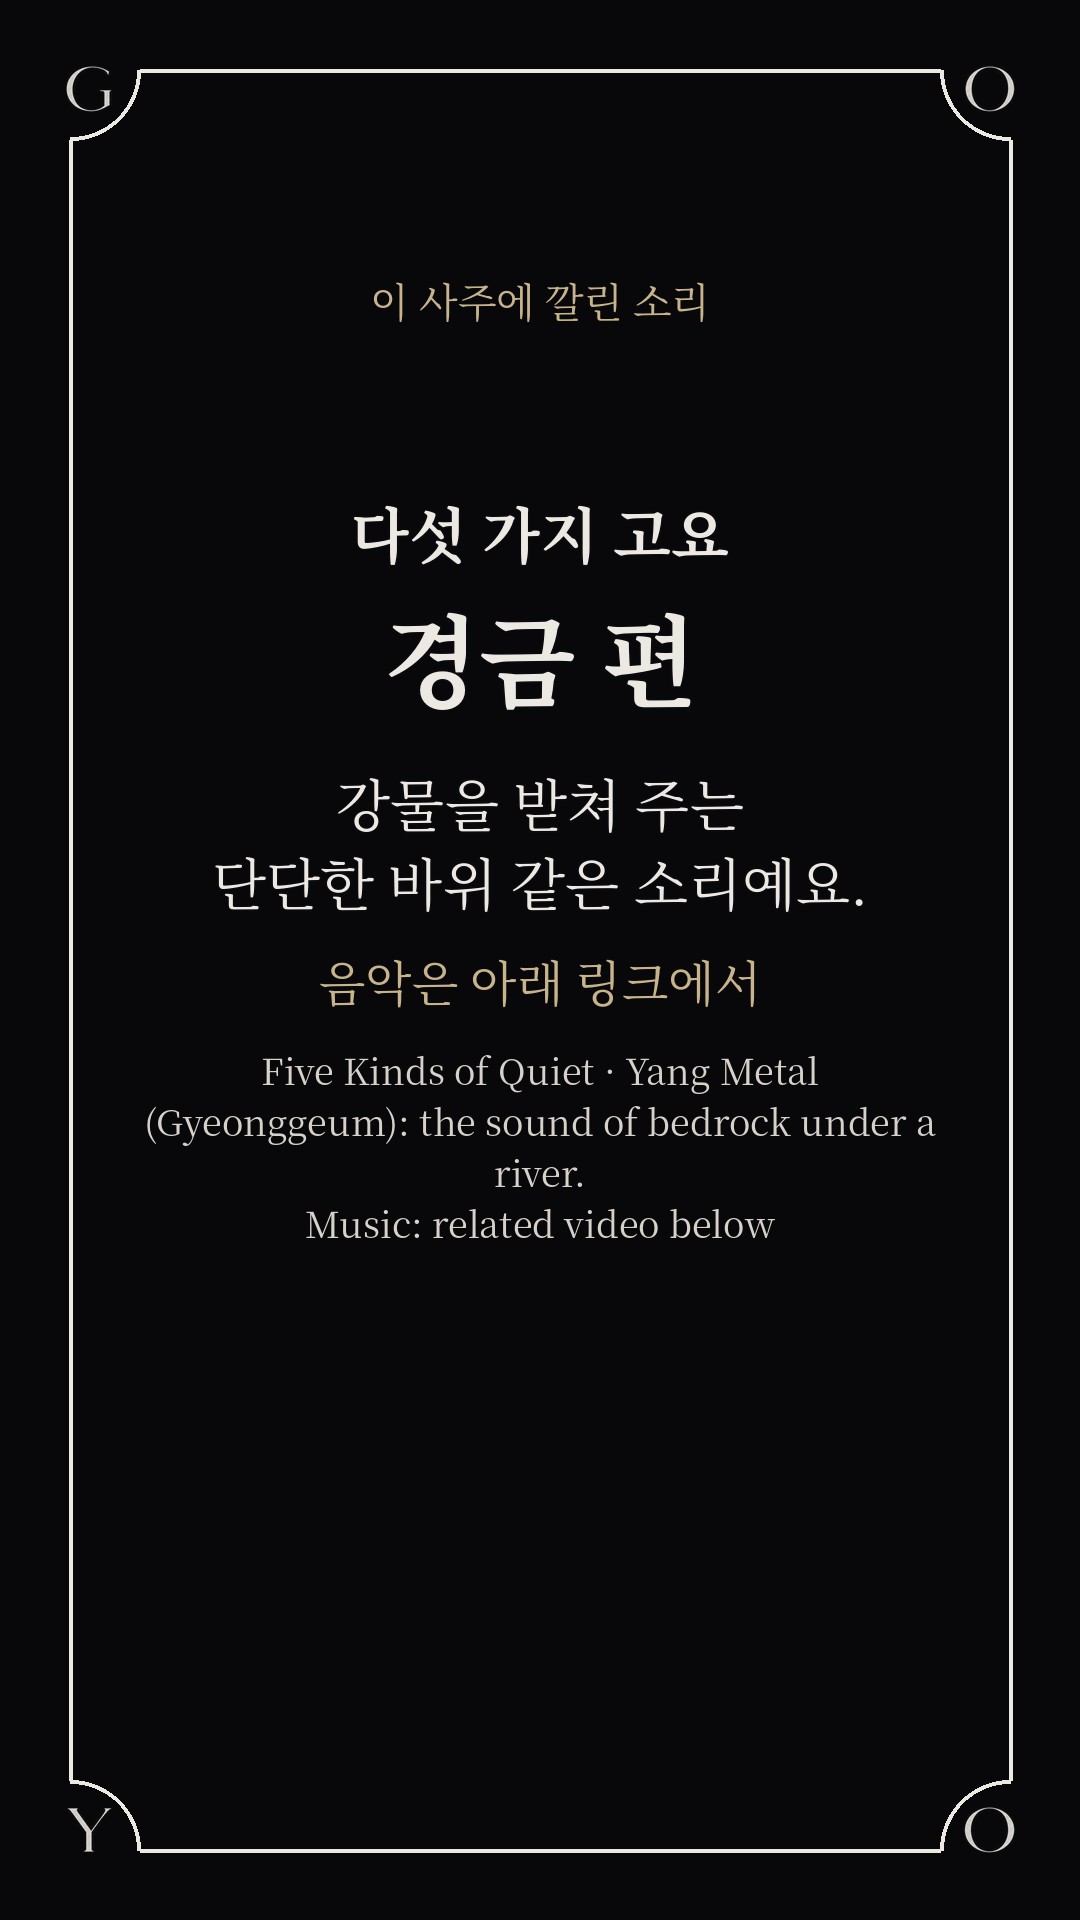 G O
이 사주에 깔린 소리
다섯 가지 고요
경금 편
강물을 받쳐 주는
단단한 바위 같은 소리예요.
음악은 아래 링크에서
Five Kinds of Quiet · Yang Metal
(Gyeonggeum): the sound of bedrock under a
river.
Music: related video below
Y O